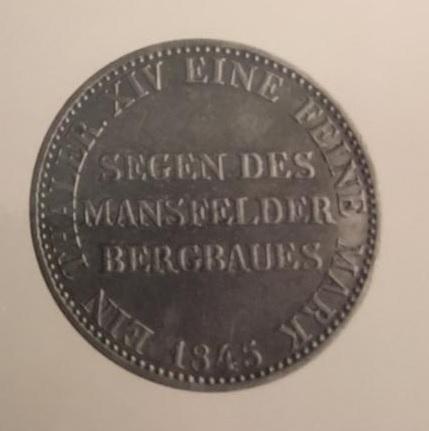 EIN THALER XIV EINE FEINE MARK
SEGEN DES
MANSFELDER
BERGBAUES
1845